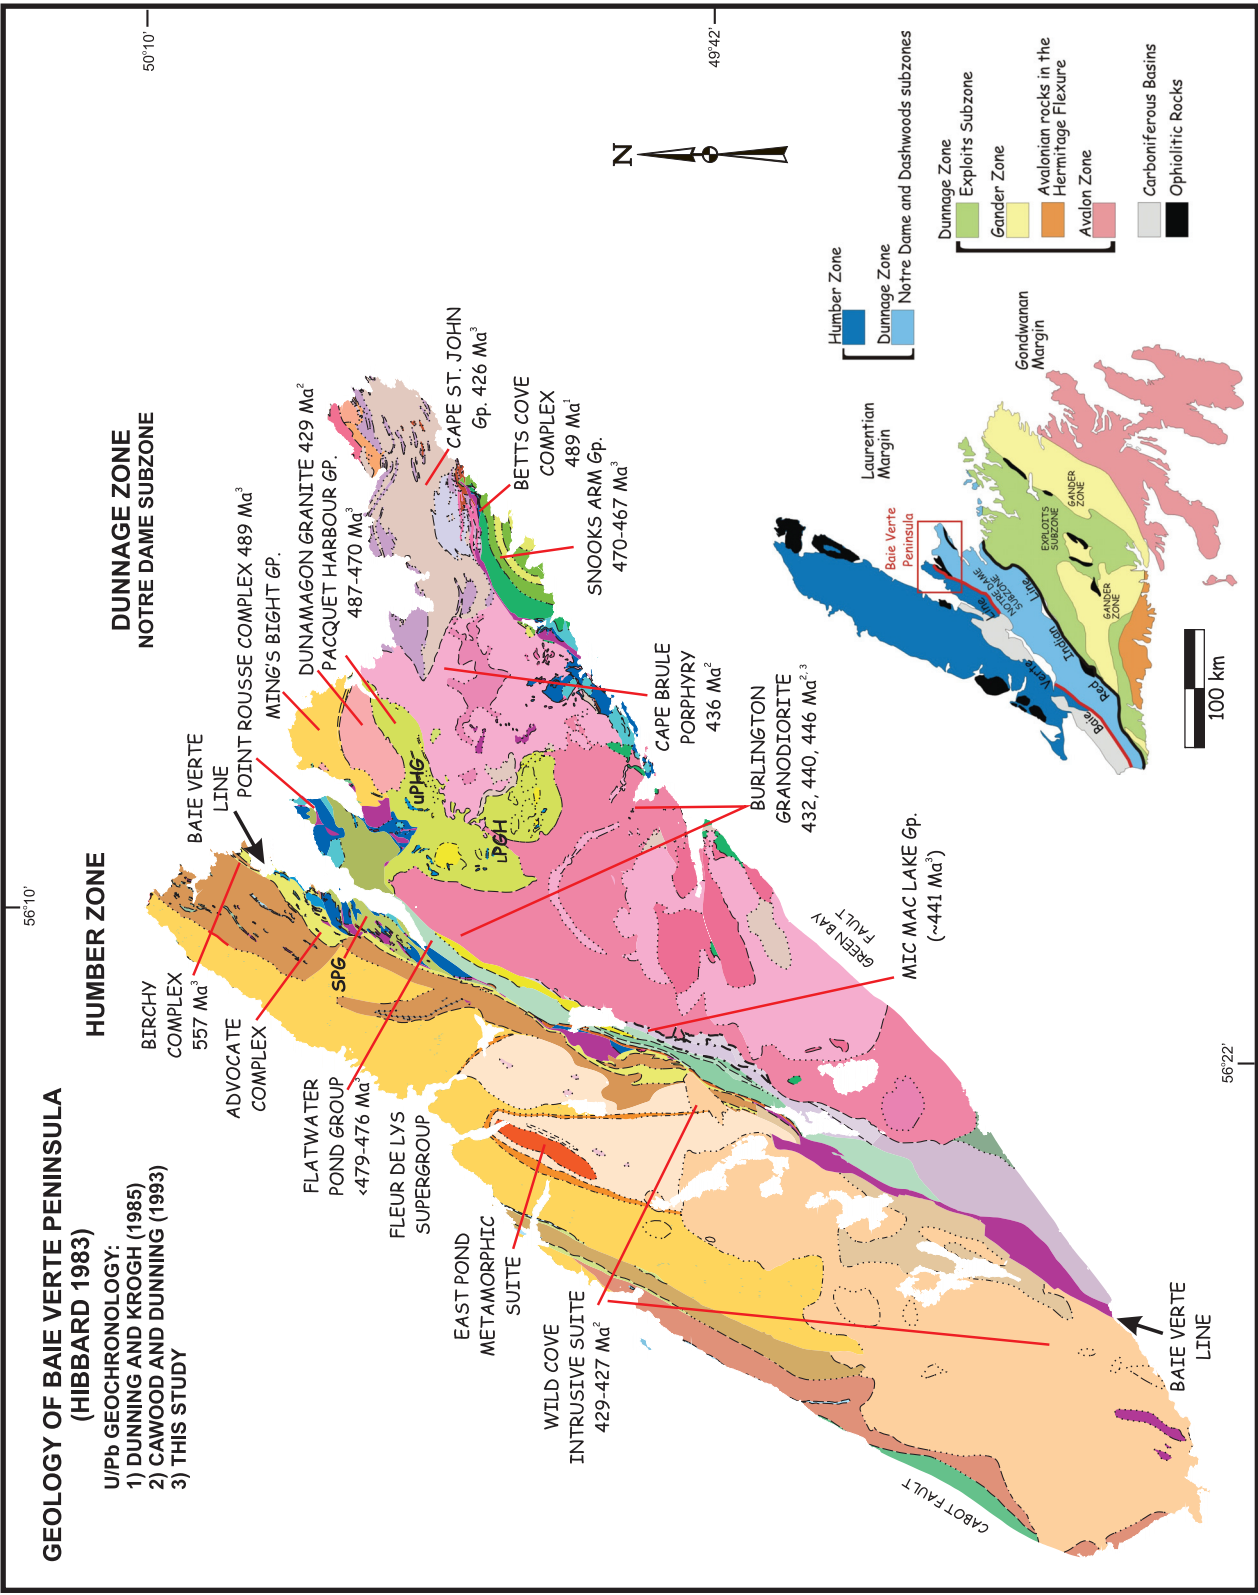 GEOLOGY OF BAIE VERTE PENINSULA
(HIBBARD 1983)
U/Pb GEOCHRONOLOGY:
1) DUNNING AND KROGH (1985)
2) CAWOOD AND DUNNING (1993)
3) THIS STUDY
HUMBER ZONE
DUNNAGE ZONE
NOTRE DAME SUBZONE
56°10'
50°10'
49°42'
56°22'
BIRCHY
COMPLEX
557 Ma³
ADVOCATE
COMPLEX
FLATWATER
POND GROUP
<479-476 Ma³
FLEUR DE LYS
SUPERGROUP
EAST POND
METAMORPHIC
SUITE
WILD COVE
INTRUSIVE SUITE
429-427 Ma²
BAIE VERTE
LINE
POINT ROUSSE COMPLEX 489 Ma³
MING'S BIGHT GP.
DUNAMAGON GRANITE 429 Ma²
PACQUET HARBOUR GP.
487-470 Ma³
CAPE ST. JOHN
Gp. 426 Ma³
BETTS COVE
COMPLEX
489 Ma¹
SNOOKS ARM Gp.
470-467 Ma³
CAPE BRULE
PORPHYRY
436 Ma²
BURLINGTON
GRANODIORITE
432, 440, 446 Ma²,³
MIC MAC LAKE Gp.
(~441 Ma³)
SPG
uPHG
LPGH
GREEN BAY
FAULT
CABOT FAULT
BAIE VERTE
LINE
N
Humber Zone
Dunnage Zone
Notre Dame and Dashwoods subzones
Dunnage Zone
Exploits Subzone
Gander Zone
Avalonian rocks in the
Hermitage Flexure
Avalon Zone
Carboniferous Basins
Ophiolitic Rocks
Laurentian
Margin
Gondwanan
Margin
Baie Verte
Peninsula
NOTRE DAME
SUBZONE
EXPLOITS
SUBZONE
GANDER
ZONE
GANDER
ZONE
Baie Verte Line
Red Indian Line
100 km